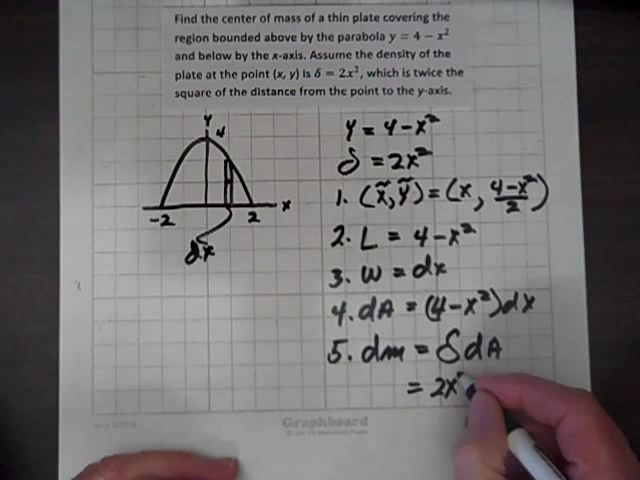 Find the center of mass of a thin plate covering the
region bounded above by the parabola y = 4 − x²
and below by the x-axis. Assume the density of the
plate at the point (x, y) is δ = 2x², which is twice the
square of the distance from the point to the y-axis.
Y
4
-2
2
x
dx
y = 4-x²
δ = 2x²
1. (x̃, ỹ) = (x, (4-x²)/2)
2. L = 4-x²
3. W = dx
4. dA = (4-x²)dx
5. dm = δ dA
= 2x²
Graphboard